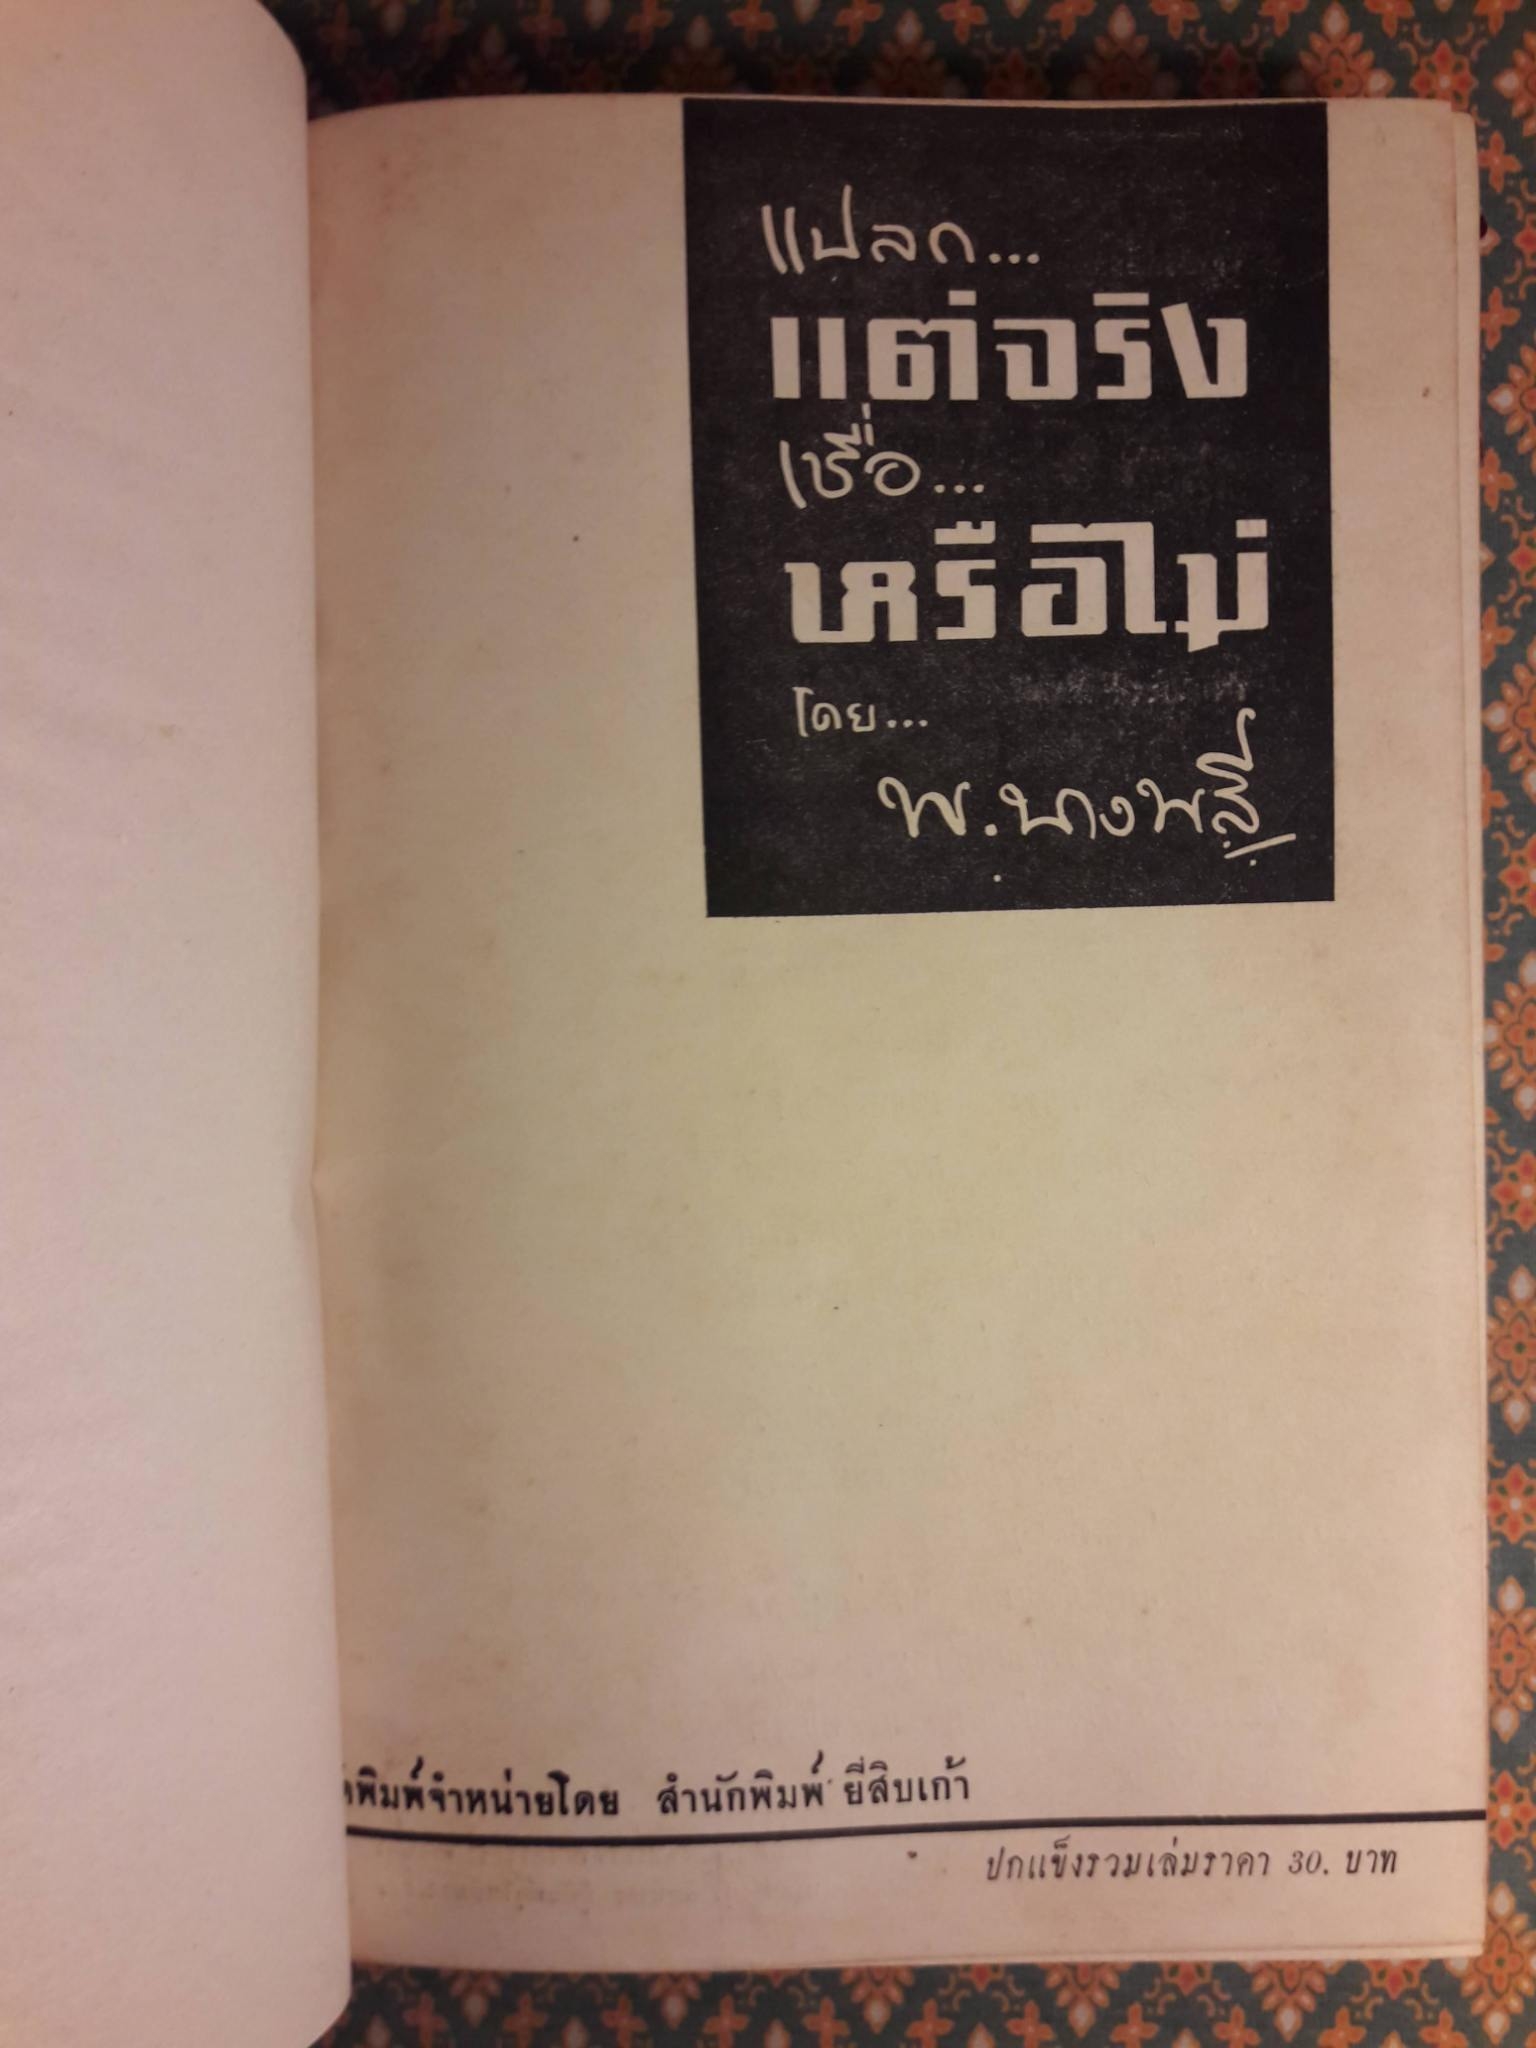 แปลก...
แต่จริง
เชื่อ...
หรือไม่
โดย...
พ. บางพลี
พิมพ์จำหน่ายโดย สำนักพิมพ์ ยี่สิบเก้า
ปกแข็งรวมเล่มราคา 30. บาท